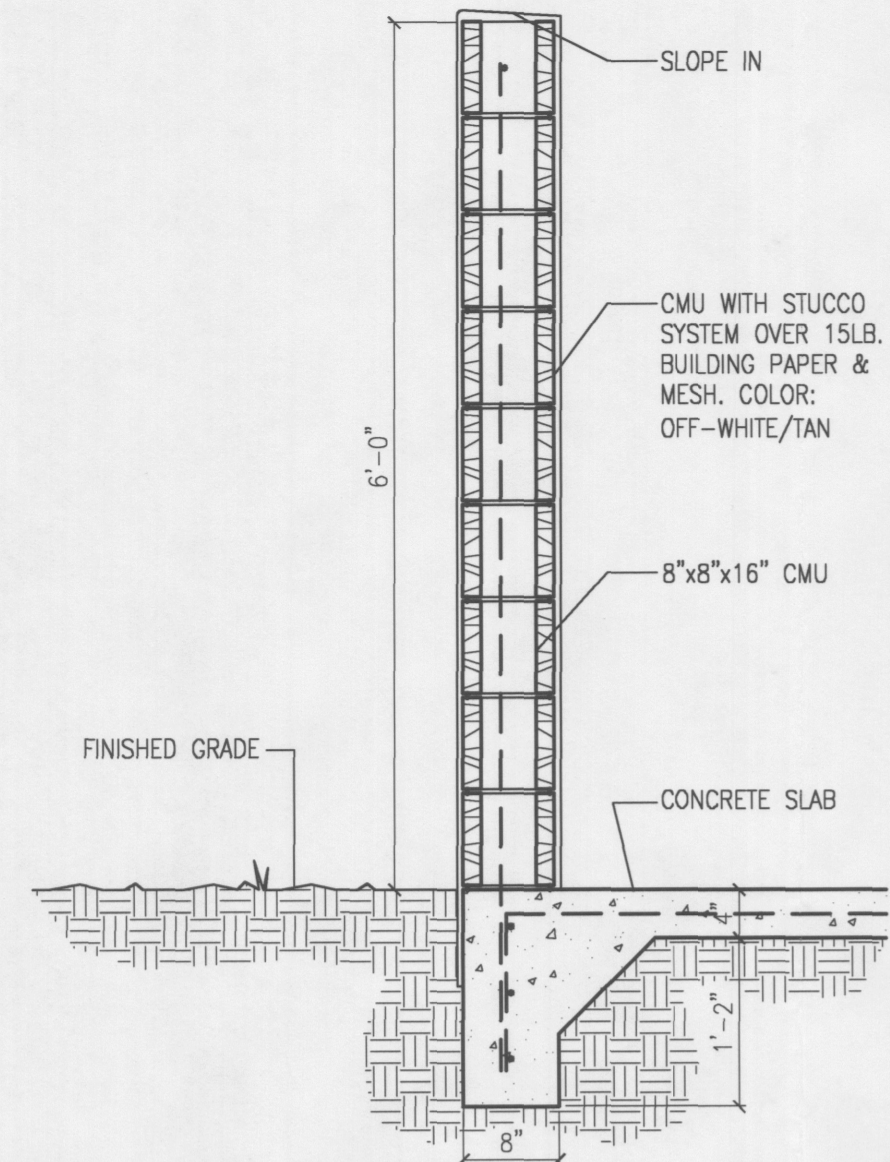 SLOPE IN
CMU WITH STUCCO
SYSTEM OVER 15LB.
BUILDING PAPER &
MESH. COLOR:
OFF-WHITE/TAN
6'-0"
8"x8"x16" CMU
FINISHED GRADE
CONCRETE SLAB
4"
1'-2"
8"